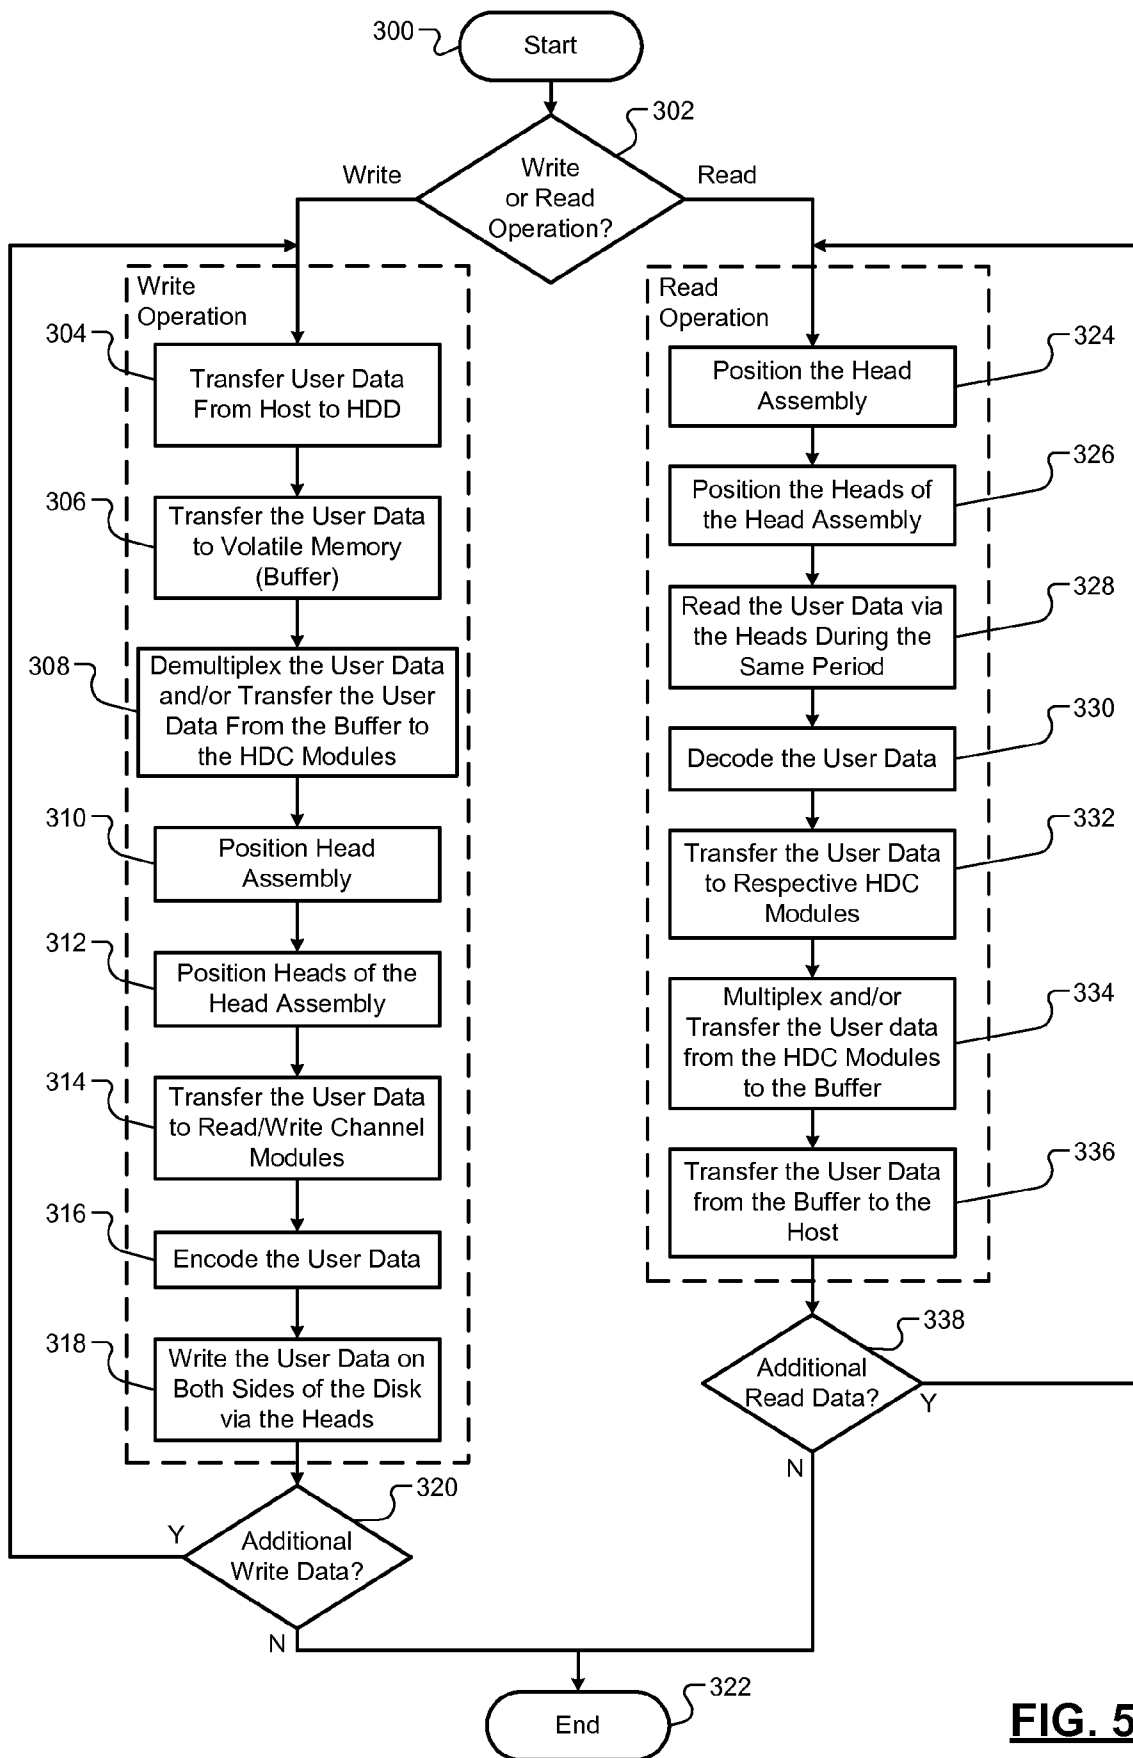 300
Start
302
Write
or Read
Operation?
Write
Read
Write
Operation
304
Transfer User Data
From Host to HDD
306
Transfer the User Data
to Volatile Memory
(Buffer)
308
Demultiplex the User Data
and/or Transfer the User
Data From the Buffer to
the HDC Modules
310
Position Head
Assembly
312
Position Heads of the
Head Assembly
314
Transfer the User Data
to Read/Write Channel
Modules
316
Encode the User Data
318
Write the User Data on
Both Sides of the Disk
via the Heads
320
Additional
Write Data?
Y
N
Read
Operation
324
Position the Head
Assembly
326
Position the Heads of
the Head Assembly
328
Read the User Data via
the Heads During the
Same Period
330
Decode the User Data
332
Transfer the User Data
to Respective HDC
Modules
334
Multiplex and/or
Transfer the User data
from the HDC Modules
to the Buffer
336
Transfer the User Data
from the Buffer to the
Host
338
Additional
Read Data?
Y
N
322
End
FIG. 5